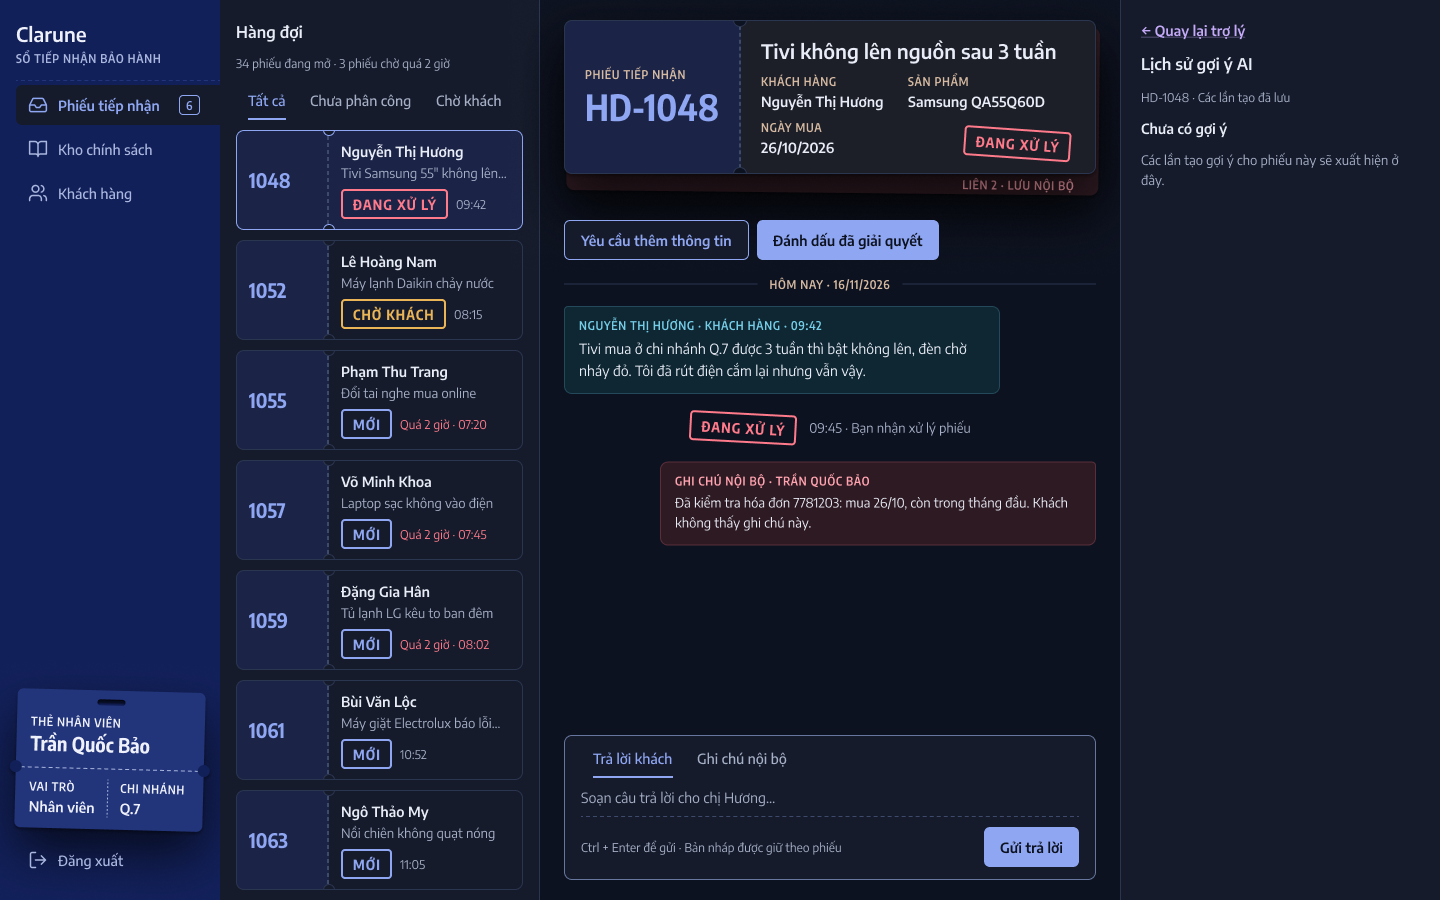 Clarune
SỔ TIẾP NHẬN BẢO HÀNH
Phiếu tiếp nhận 6
Kho chính sách
Khách hàng
THẺ NHÂN VIÊN
Trần Quốc Bảo
VAI TRÒ
Nhân viên
CHI NHÁNH
Q.7
Đăng xuất
Hàng đợi
34 phiếu đang mở · 3 phiếu chờ quá 2 giờ
Tất cả Chưa phân công Chờ khách
1048
Nguyễn Thị Hương
Tivi Samsung 55" không lên...
ĐANG XỬ LÝ 09:42
1052
Lê Hoàng Nam
Máy lạnh Daikin chảy nước
CHỜ KHÁCH 08:15
1055
Phạm Thu Trang
Đổi tai nghe mua online
MỚI Quá 2 giờ · 07:20
1057
Võ Minh Khoa
Laptop sạc không vào điện
MỚI Quá 2 giờ · 07:45
1059
Đặng Gia Hân
Tủ lạnh LG kêu to ban đêm
MỚI Quá 2 giờ · 08:02
1061
Bùi Văn Lộc
Máy giặt Electrolux báo lỗi...
MỚI 10:52
1063
Ngô Thảo My
Nồi chiên không quạt nóng
MỚI 11:05
PHIẾU TIẾP NHẬN
HD-1048
Tivi không lên nguồn sau 3 tuần
KHÁCH HÀNG
Nguyễn Thị Hương
SẢN PHẨM
Samsung QA55Q60D
NGÀY MUA
26/10/2026
ĐANG XỬ LÝ
LIÊN 2 · LƯU NỘI BỘ
Yêu cầu thêm thông tin
Đánh dấu đã giải quyết
HÔM NAY · 16/11/2026
NGUYỄN THỊ HƯƠNG · KHÁCH HÀNG · 09:42
Tivi mua ở chi nhánh Q.7 được 3 tuần thì bật không lên, đèn chờ
nháy đỏ. Tôi đã rút điện cắm lại nhưng vẫn vậy.
ĐANG XỬ LÝ 09:45 · Bạn nhận xử lý phiếu
GHI CHÚ NỘI BỘ · TRẦN QUỐC BẢO
Đã kiểm tra hóa đơn 7781203: mua 26/10, còn trong tháng đầu. Khách
không thấy ghi chú này.
Trả lời khách Ghi chú nội bộ
Soạn câu trả lời cho chị Hương...
Ctrl + Enter để gửi · Bản nháp được giữ theo phiếu
Gửi trả lời
← Quay lại trợ lý
Lịch sử gợi ý AI
HD-1048 · Các lần tạo đã lưu
Chưa có gợi ý
Các lần tạo gợi ý cho phiếu này sẽ xuất hiện ở
đây.